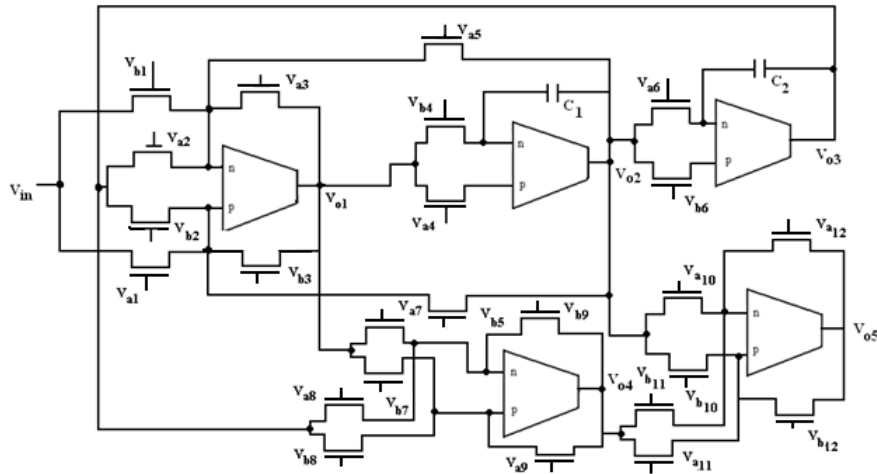 Va5
Vb1
Va3
Vb4
C1
Va6
C2
Va2
n
n
n
Vin
p
Vo1
p
Vo2
p
Vo3
Vb2
Va4
Vb6
Va1
Vb3
Va12
Va10
Va7
Vb5
Vb9
n
Vo5
p
n
Va8
Vb7
Vo4
Vb11
Vb10
p
Vb8
Va9
Va11
Vb12